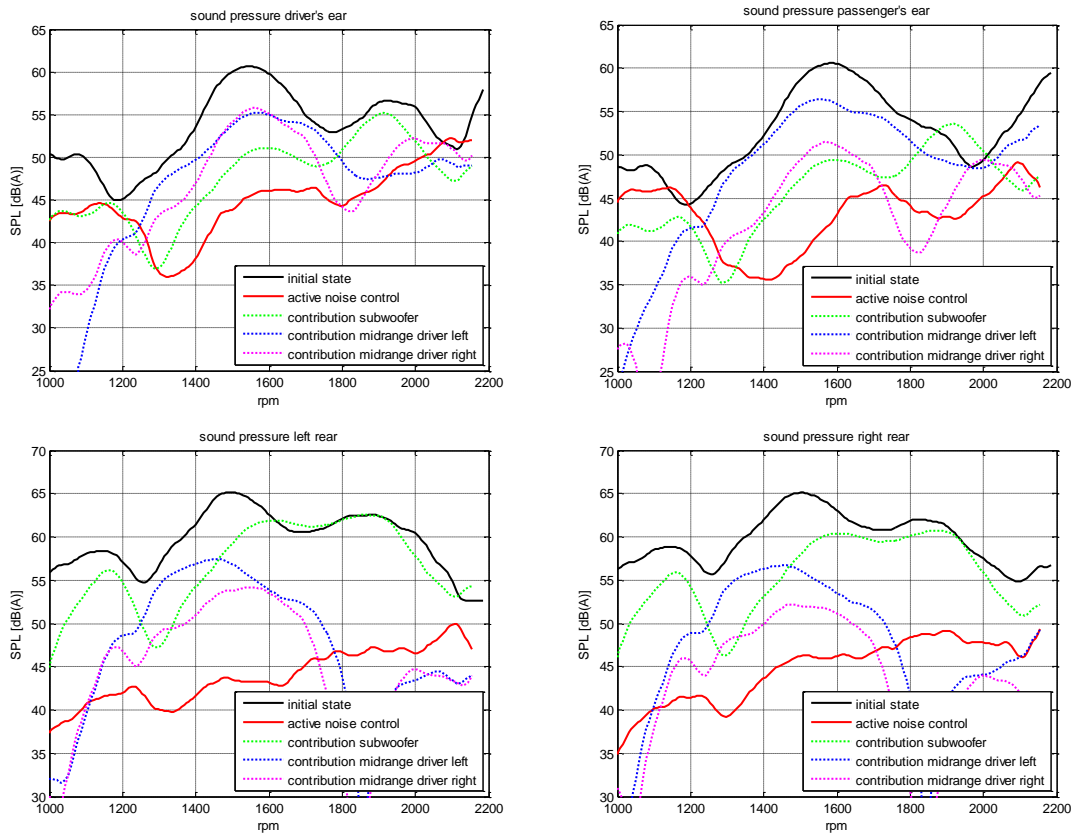 sound pressure driver's ear
65
60
55
50
45
40
35
30
25
SPL [dB(A)]
initial state
active noise control
contribution subwoofer
contribution midrange driver left
contribution midrange driver right
1000 1200 1400 1600 1800 2000 2200
rpm
sound pressure passenger's ear
65
60
55
50
45
40
35
30
25
SPL [dB(A)]
initial state
active noise control
contribution subwoofer
contribution midrange driver left
contribution midrange driver right
1000 1200 1400 1600 1800 2000 2200
rpm
sound pressure left rear
70
65
60
55
50
45
40
35
30
SPL [dB(A)]
initial state
active noise control
contribution subwoofer
contribution midrange driver left
contribution midrange driver right
1000 1200 1400 1600 1800 2000 2200
rpm
sound pressure right rear
70
65
60
55
50
45
40
35
30
SPL [dB(A)]
initial state
active noise control
contribution subwoofer
contribution midrange driver left
contribution midrange driver right
1000 1200 1400 1600 1800 2000 2200
rpm